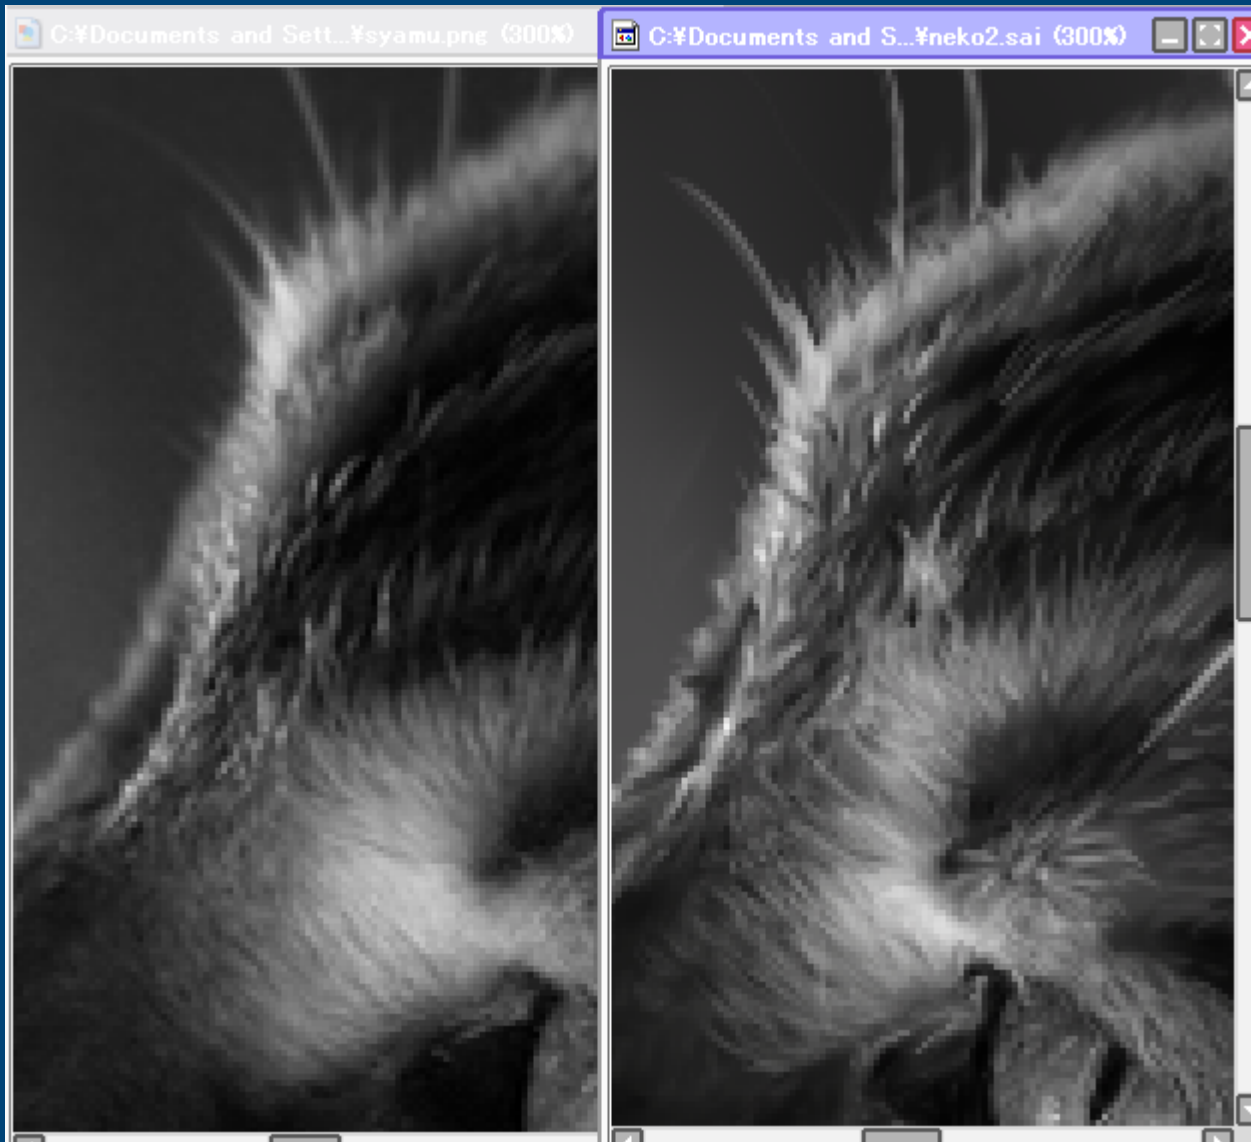 C:¥Documents and Sett...¥syamu.png (300%)
C:¥Documents and S...¥neko2.sai (300%)